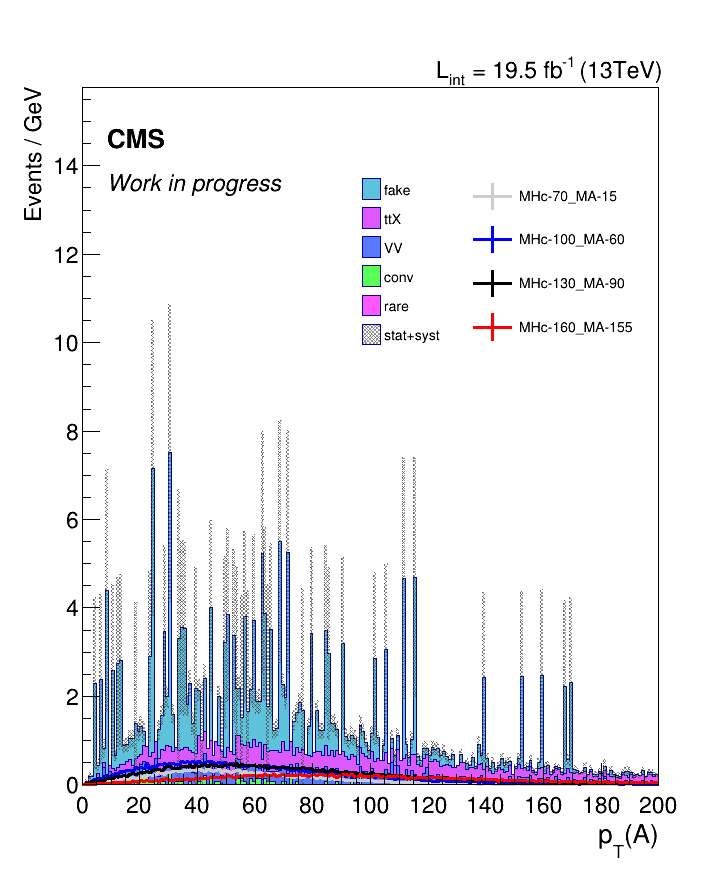 L_int = 19.5 fb^-1 (13TeV)
Events / GeV
CMS
Work in progress
fake
ttX
VV
conv
rare
stat+syst
MHc-70_MA-15
MHc-100_MA-60
MHc-130_MA-90
MHc-160_MA-155
14
12
10
8
6
4
2
0
0 20 40 60 80 100 120 140 160 180 200
p_T(A)